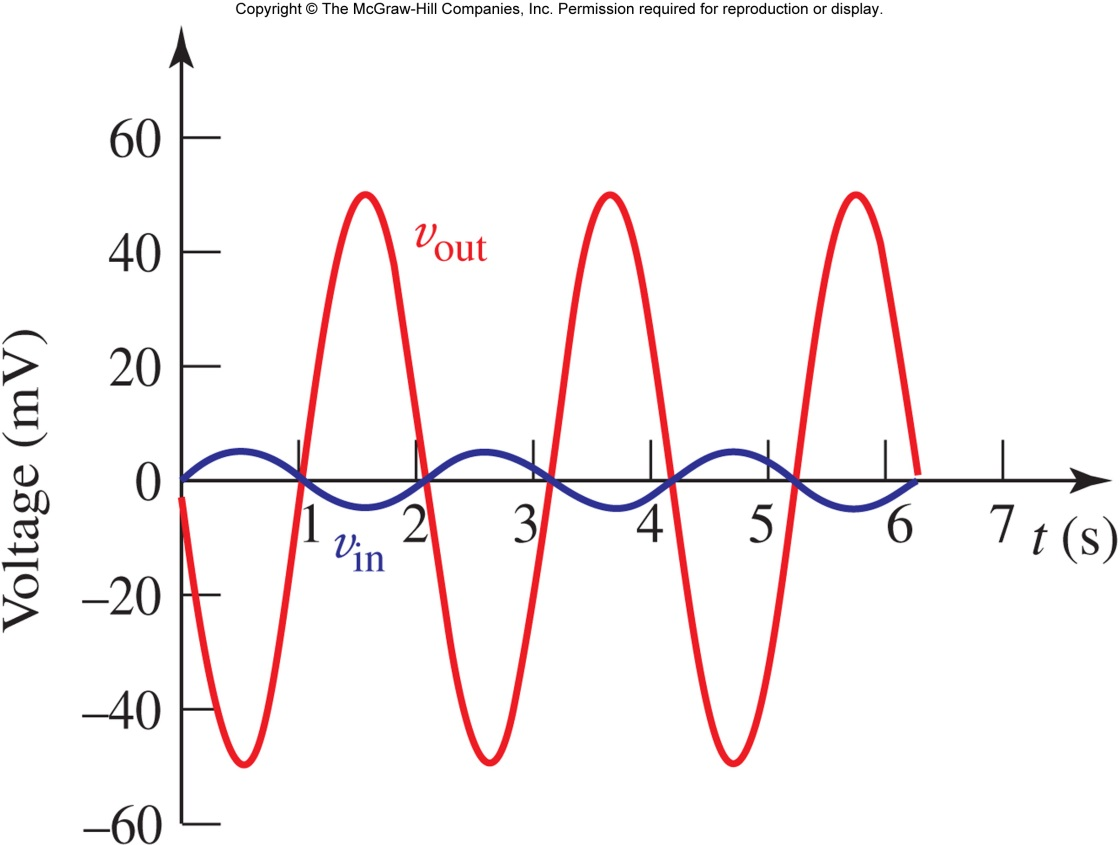 Copyright © The McGraw-Hill Companies, Inc. Permission required for reproduction or display.
Voltage (mV)
60
40
20
0
–20
–40
–60
vout
vin
1 2 3 4 5 6 7 t (s)